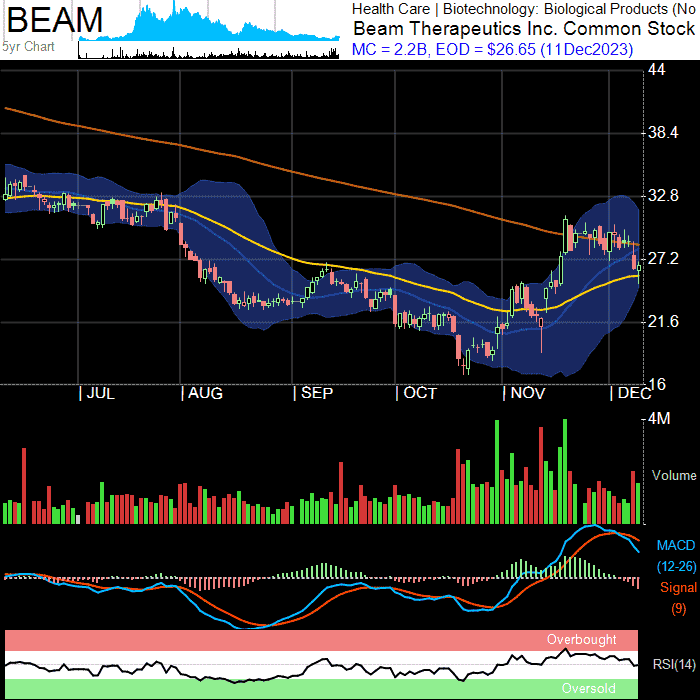 BEAM
5yr Chart
Health Care | Biotechnology: Biological Products (No
Beam Therapeutics Inc. Common Stock
MC = 2.2B, EOD = $26.65 (11Dec2023)
44
38.4
32.8
27.2
21.6
16
| JUL | AUG | SEP | OCT | NOV | DEC
4M
Volume
MACD
(12-26)
Signal
(9)
Overbought
RSI(14)
Oversold